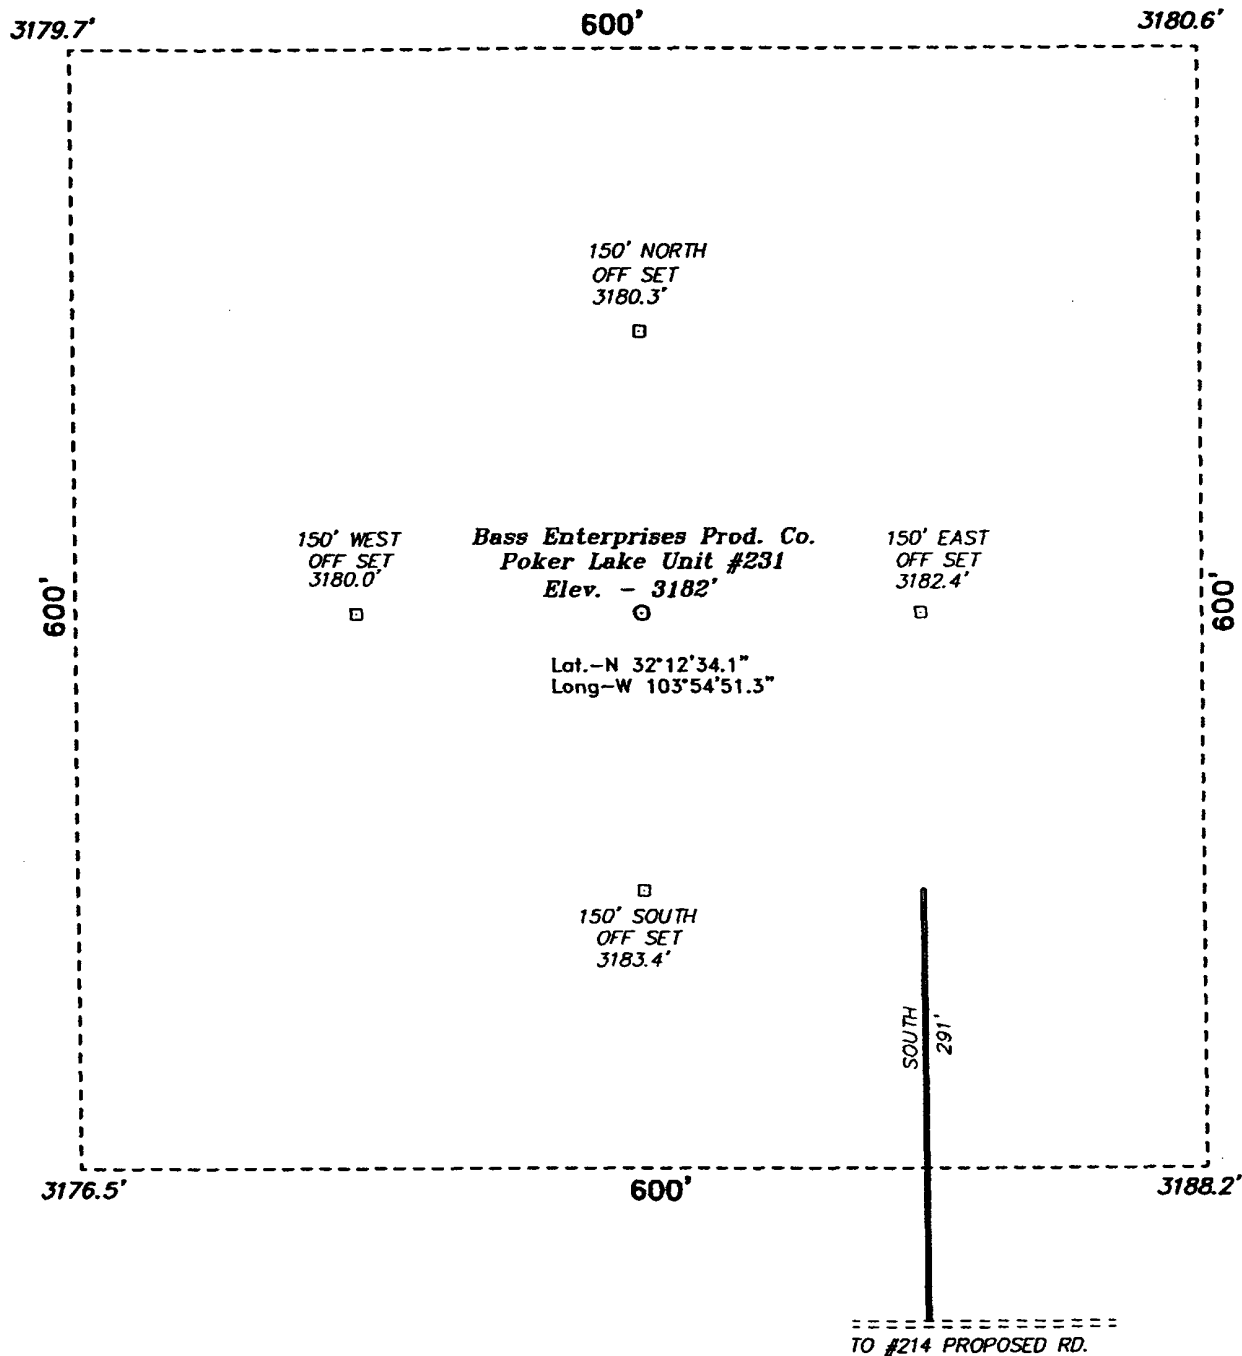 3179.7'
600'
3180.6'
150' NORTH
OFF SET
3180.3'
150' WEST
OFF SET
3180.0'
Bass Enterprises Prod. Co.
Poker Lake Unit #231
Elev. - 3182'
150' EAST
OFF SET
3182.4'
600'
600'
Lat.-N 32°12'34.1"
Long-W 103°54'51.3"
150' SOUTH
OFF SET
3183.4'
SOUTH
291'
3176.5'
600'
3188.2'
TO #214 PROPOSED RD.